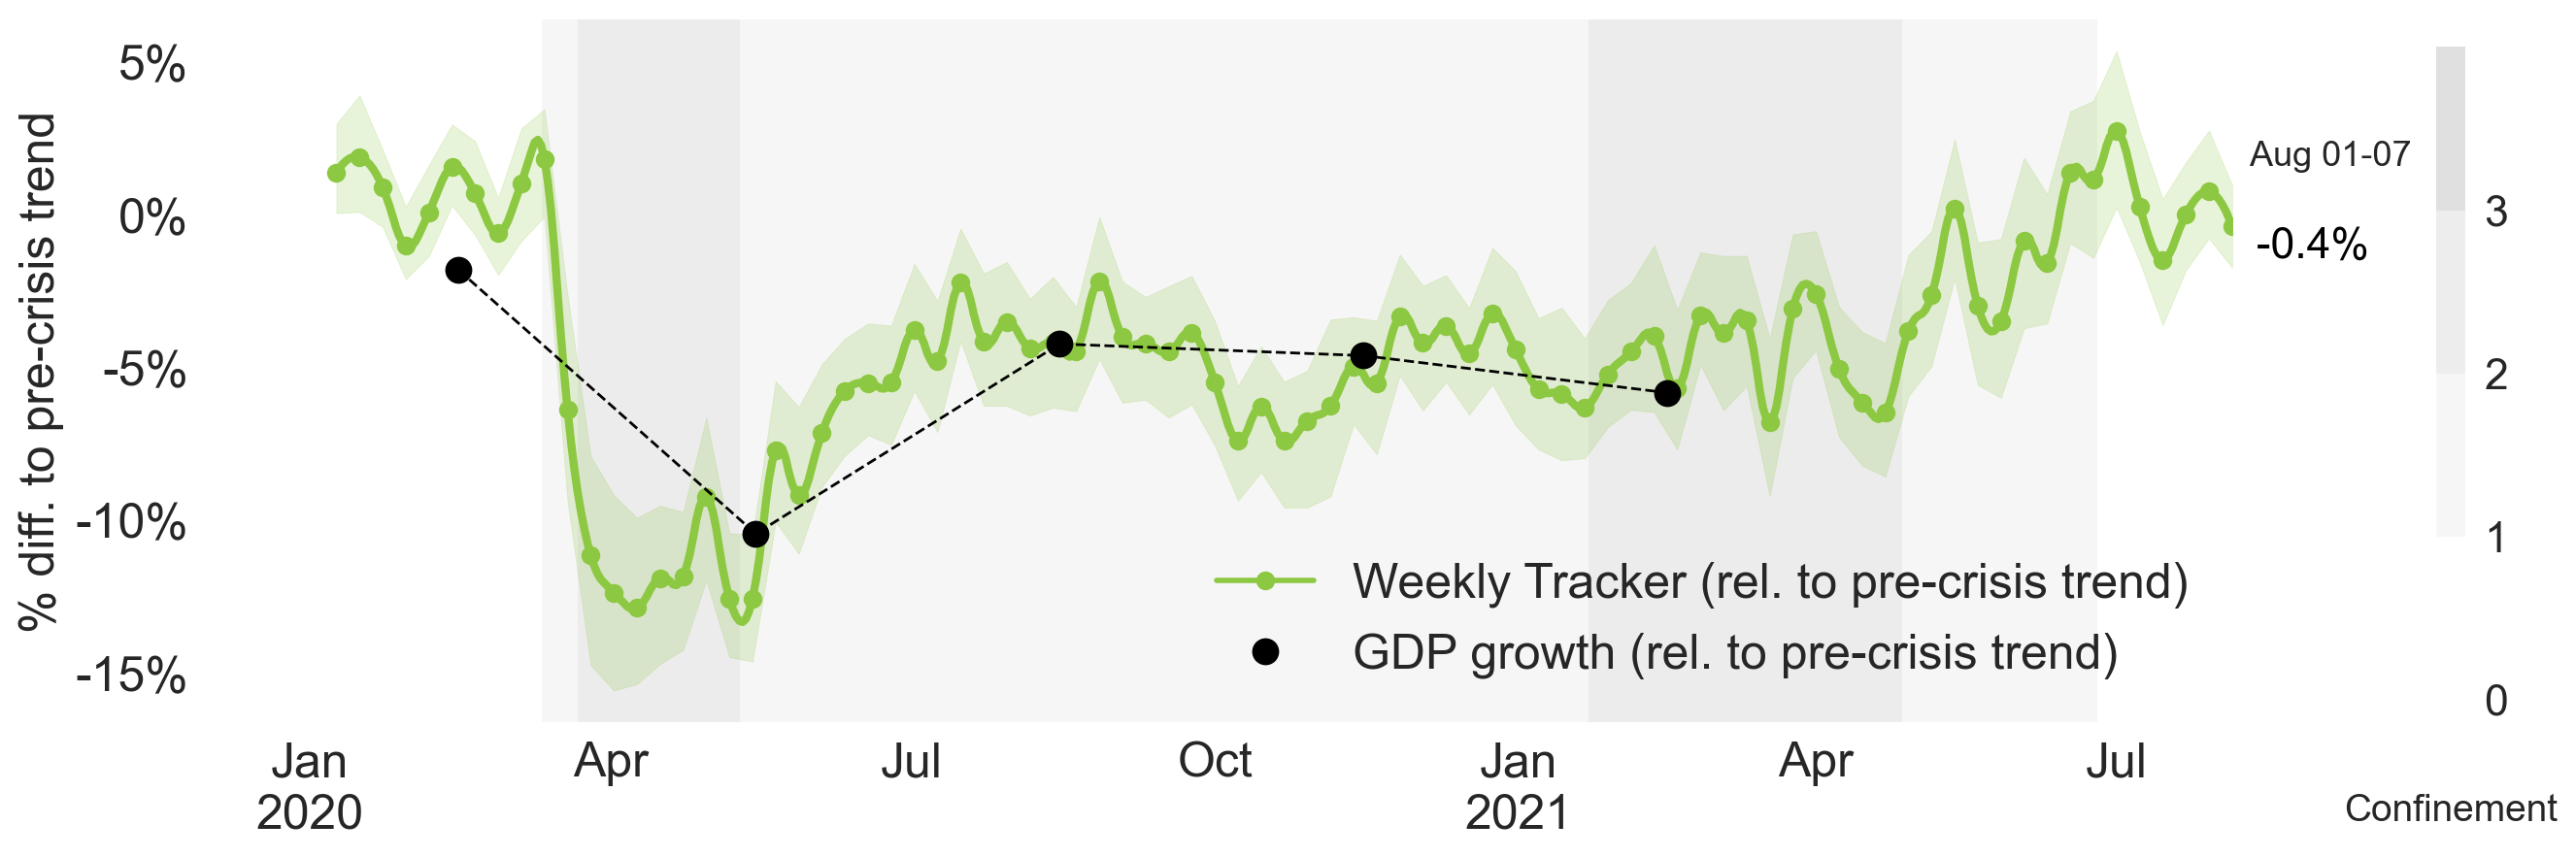 % diff. to pre-crisis trend
5%
0%
-5%
-10%
-15%
Jan
2020
Apr
Jul
Oct
Jan
2021
Apr
Jul
Weekly Tracker (rel. to pre-crisis trend)
GDP growth (rel. to pre-crisis trend)
Aug 01-07
-0.4%
3
2
1
0
Confinement